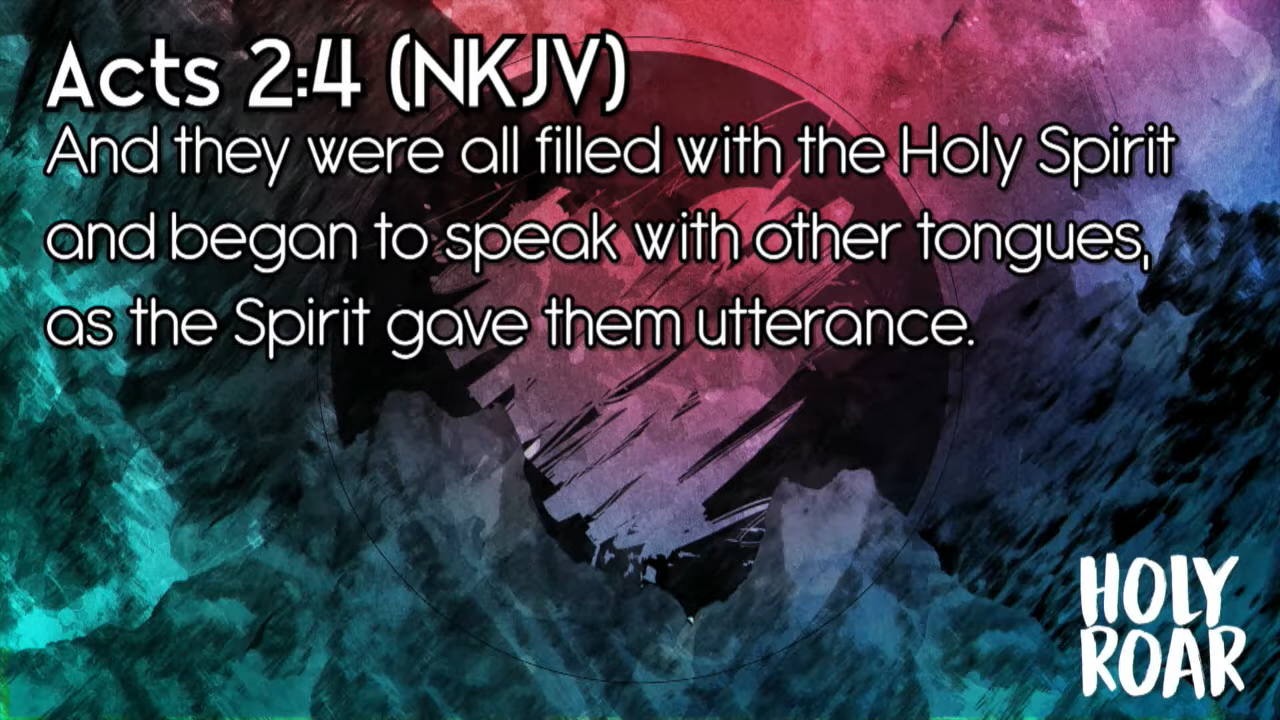 Acts 2:4 (NKJV)
And they were all filled with the Holy Spirit
and began to speak with other tongues,
as the Spirit gave them utterance.
HOLY
ROAR